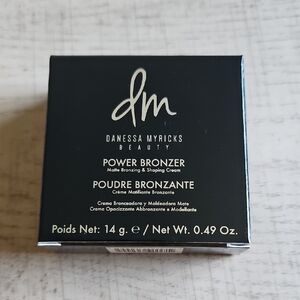 dm
DANESSA MYRICKS
BEAUTY
POWER BRONZER
Matte Bronzing & Shaping Cream
POUDRE BRONZANTE
Crème Matifiante Bronzante
Crema Bronceadora y Moldeadora Mate
Crema Opacizzante Abbronzante e Modellante
Poids Net: 14 g. ℮ / Net Wt. 0.49 Oz.